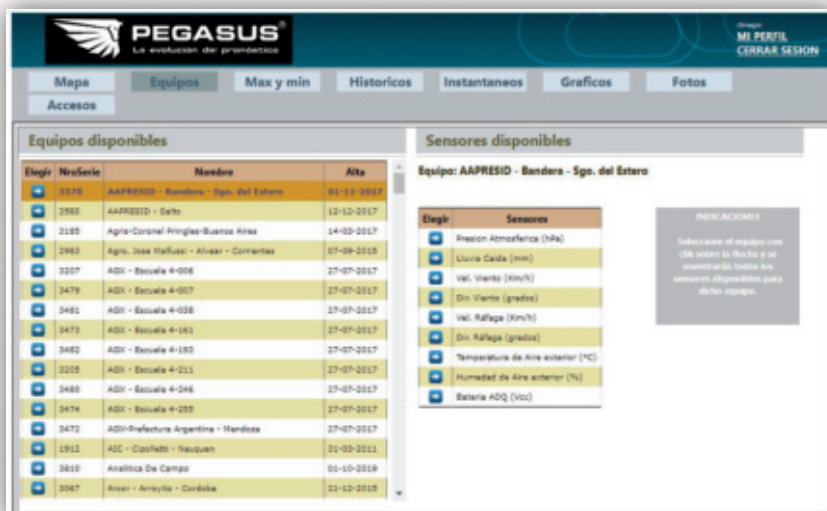 PEGASUS®
La evolución del pronóstico
MI PERFIL
CERRAR SESION
Mapa Equipos Max y min Historicos Instantaneos Graficos Fotos
Accesos
Equipos disponibles
Elegir NroSerie Nombre Alta
3378 AAPRESID - Bandera - Sgo. del Estero 01-11-2017
3580 AAPRESID - Salto 12-12-2017
3185 Agris-Coronel Pringles-Buenos Aires 14-03-2017
2983 Agro. Jose Malfussi - Alvear - Corrientes 07-09-2015
3207 AGX - Escuela 4-006 27-07-2017
3479 AGX - Escuela 4-007 27-07-2017
3481 AGX - Escuela 4-038 27-07-2017
3473 AGX - Escuela 4-161 27-07-2017
3482 AGX - Escuela 4-193 27-07-2017
3205 AGX - Escuela 4-211 27-07-2017
3480 AGX - Escuela 4-246 27-07-2017
3474 AGX - Escuela 4-255 27-07-2017
3472 AGX-Prefectura Argentina - Mendoza 27-07-2017
1912 AIC - Cipolletti - Neuquen 31-03-2011
3810 Analitica De Campo 01-10-2019
3067 Arcor - Arroyito - Cordoba 21-12-2015
Sensores disponibles
Equipo: AAPRESID - Bandera - Sgo. del Estero
Elegir Sensores
Presion Atmosferica (hPa)
Lluvia Caida (mm)
Vel. Viento (Km/h)
Dir. Viento (grados)
Vel. Ráfaga (Km/h)
Dir. Ráfaga (grados)
Temperatura de Aire exterior (ºC)
Humedad de Aire exterior (%)
Bateria ADQ (Vcc)
INDICACIONES
Seleccione el equipo con
clik sobre la flecha y se
mostrarán todos los
sensores disponibles para
dicho equipo.